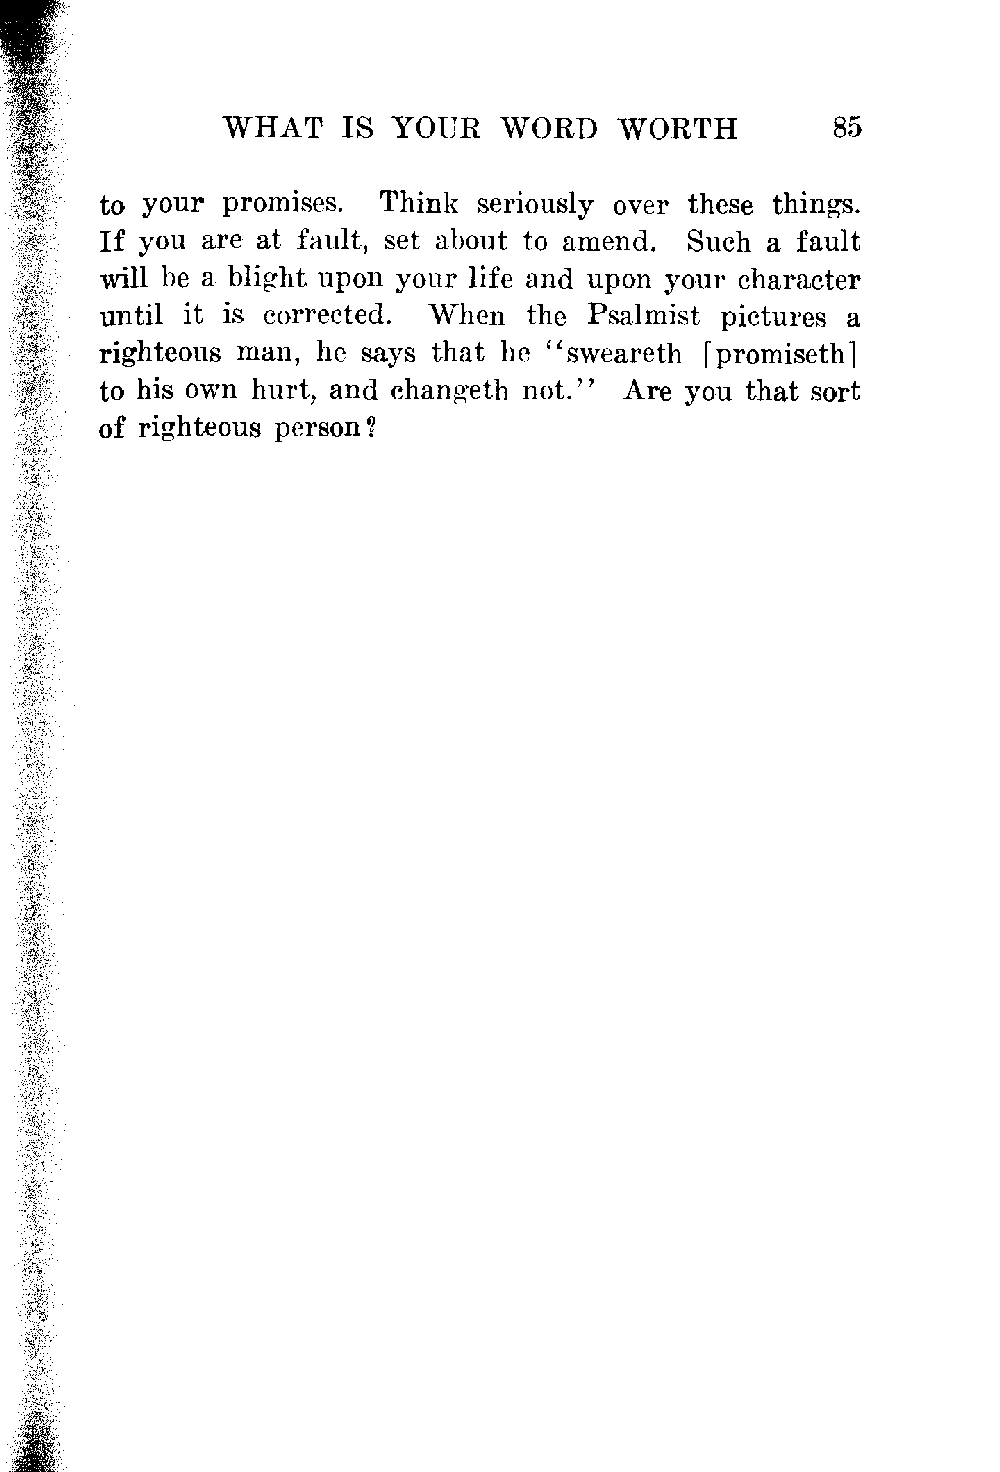 WHAT IS YOUR WORD WORTH 85
to your promises. Think seriously over these things.
If you are at fault, set about to amend. Such a fault
will be a blight upon your life and upon your character
until it is corrected. When the Psalmist pictures a
righteous man, he says that he "sweareth [promiseth]
to his own hurt, and changeth not." Are you that sort
of righteous person?